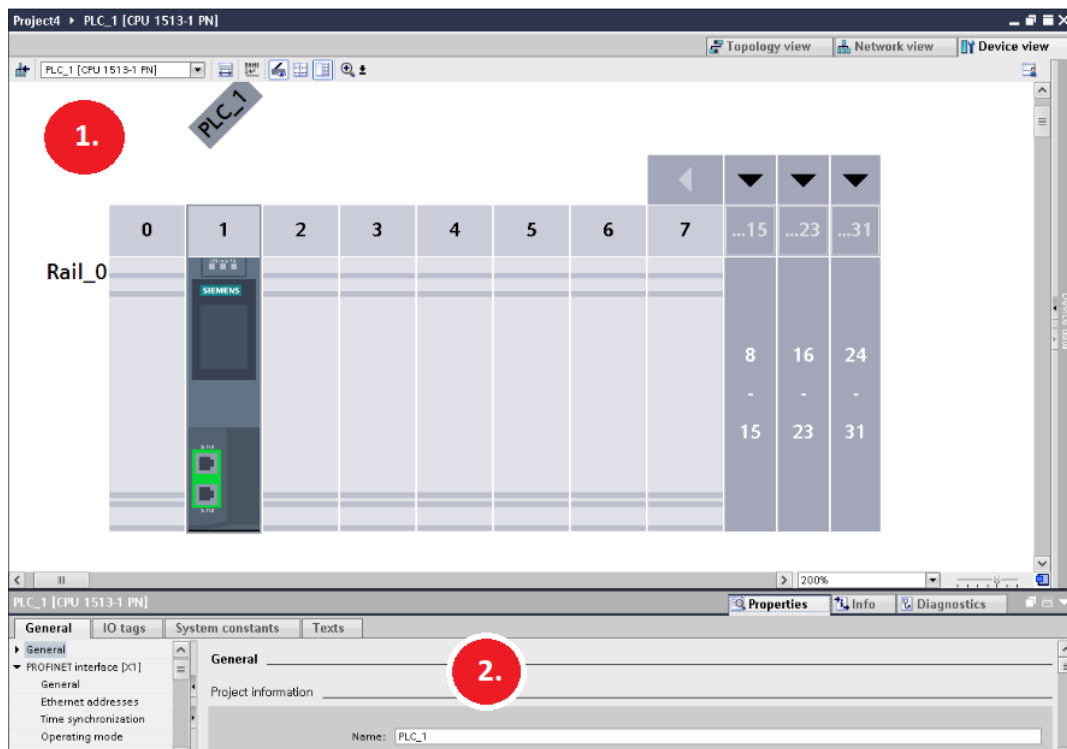 Project4 ▸ PLC_1 [CPU 1513-1 PN]
Topology view Network view Device view
PLC_1 [CPU 1513-1 PN]
1.
PLC_1
0 1 2 3 4 5 6 7 ...15 ...23 ...31
Rail_0
SIEMENS
8 16 24
- - -
15 23 31
200%
PLC_1 [CPU 1513-1 PN]
Properties Info Diagnostics
General IO tags System constants Texts
General
PROFINET interface [X1]
General
Ethernet addresses
Time synchronization
Operating mode
General
2.
Project information
Name: PLC_1